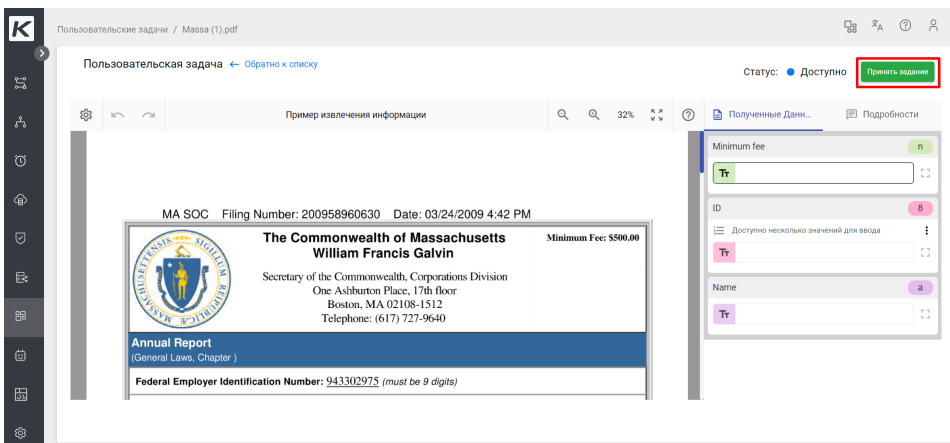 K
Пользовательские задачи / Massa (1).pdf
Пользовательская задача ← Обратно к списку
Статус: Доступно
Принять задание
Пример извлечения информации
32%
Полученные Данн...
Подробности
MA SOC Filing Number: 200958960630 Date: 03/24/2009 4:42 PM
The Commonwealth of Massachusetts
William Francis Galvin
Minimum Fee: $500.00
Secretary of the Commonwealth, Corporations Division
One Ashburton Place, 17th floor
Boston, MA 02108-1512
Telephone: (617) 727-9640
Annual Report
(General Laws, Chapter )
Federal Employer Identification Number: 943302975 (must be 9 digits)
Minimum fee
n
Tт
ID
8
Доступно несколько значений для ввода
Tт
Name
a
Tт